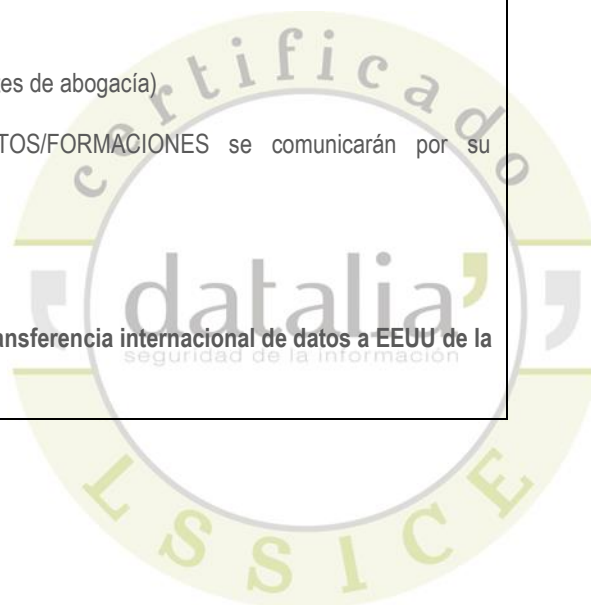 certificado
tes de abogacía)
TOS/FORMACIONES se comunicarán por su
datalia
ansferencia internacional de datos a EEUU de la
seguridad de la información
LSSICE